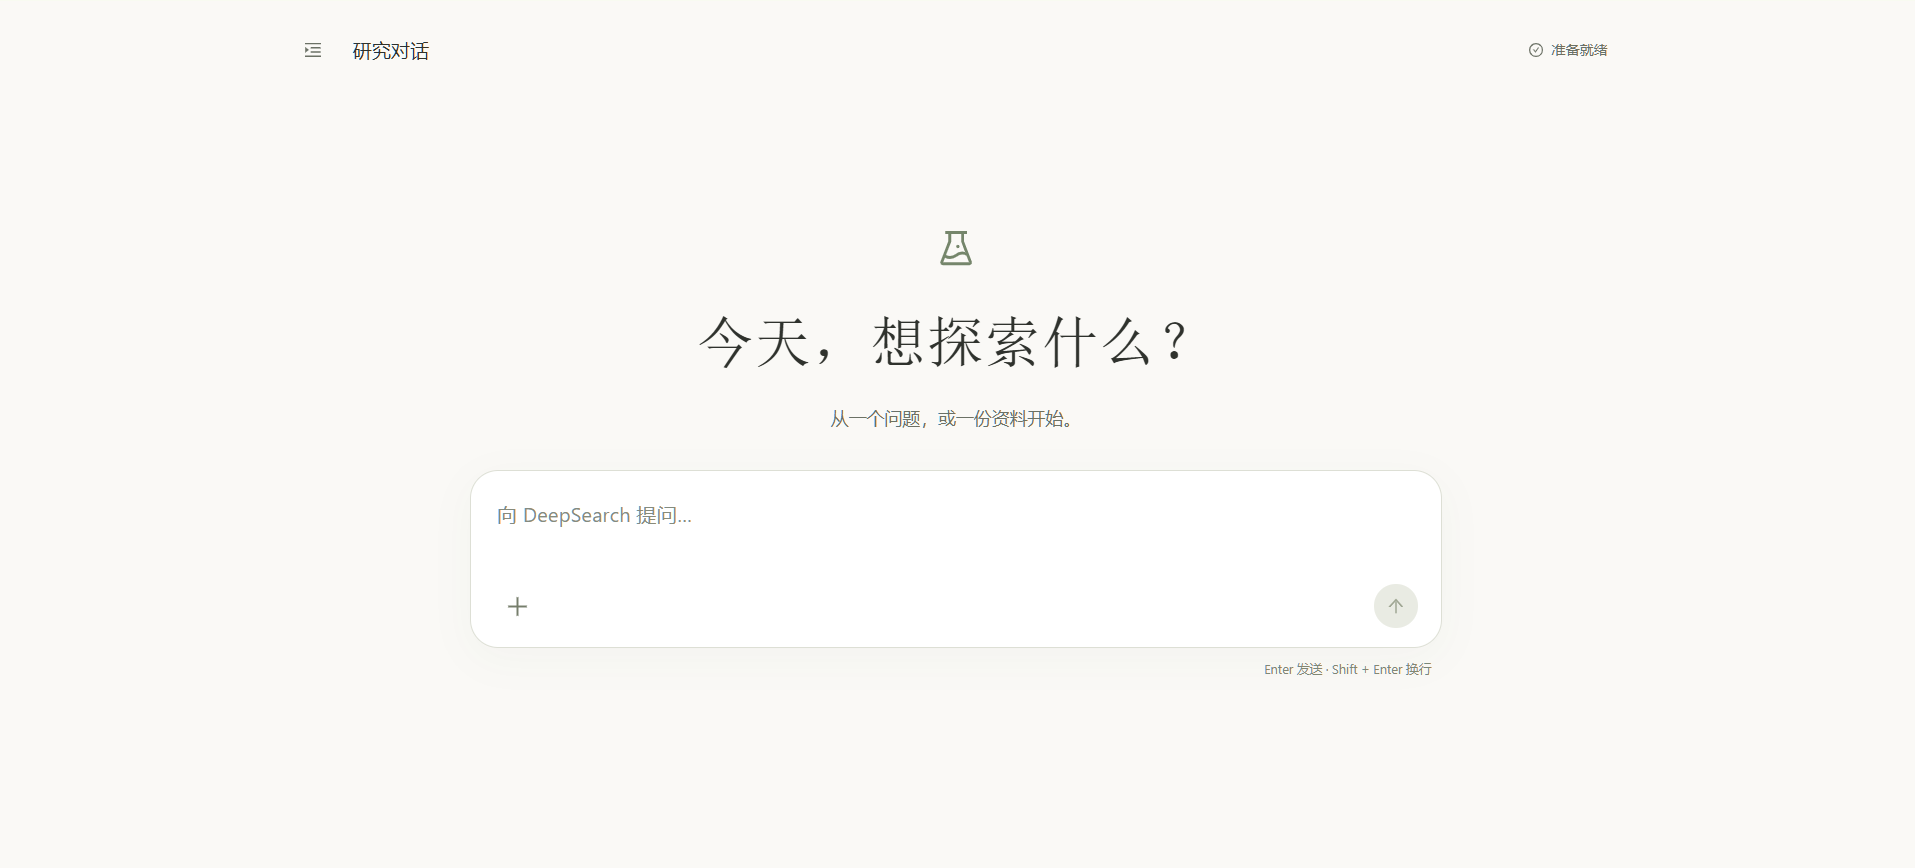 研究对话
准备就绪
今天，想探索什么？
从一个问题，或一份资料开始。
向 DeepSearch 提问...
Enter 发送 · Shift + Enter 换行